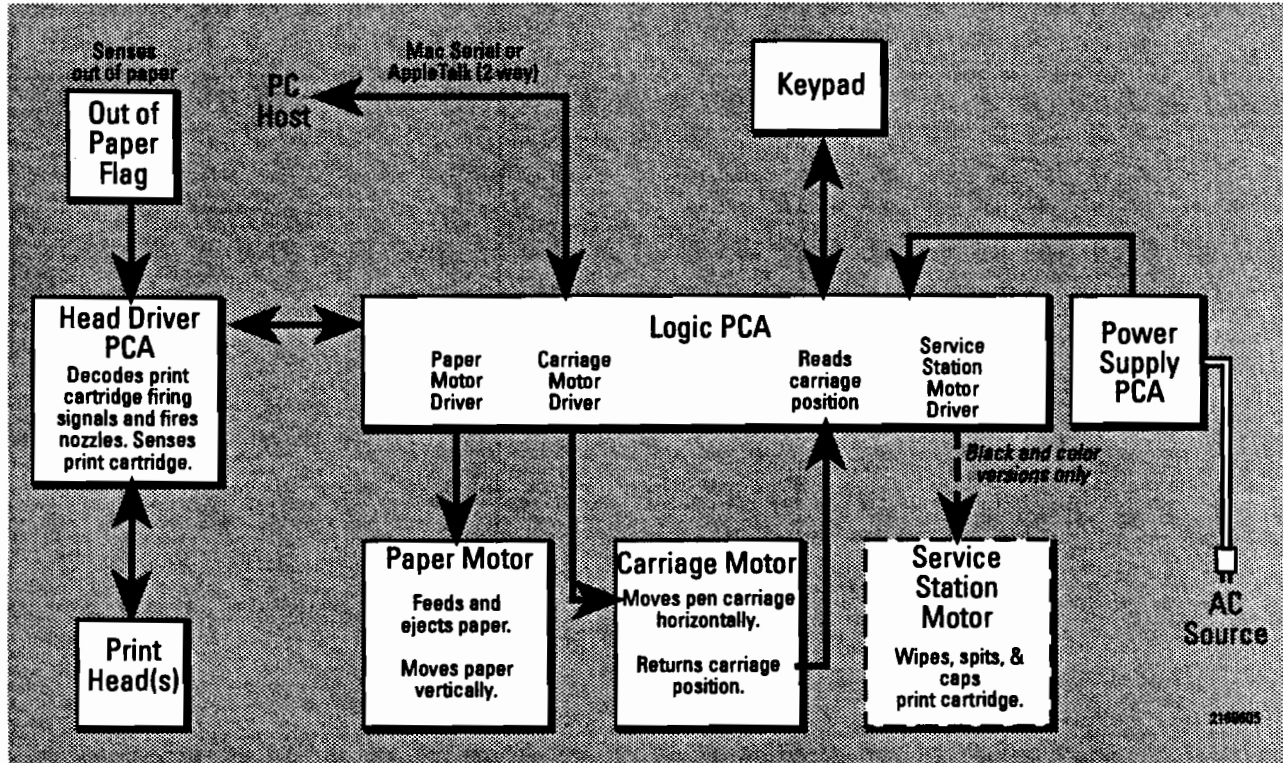 Senses
out of paper
Out of
Paper
Flag
PC
Host
Mac Serial or
AppleTalk (2 way)
Keypad
Head Driver
PCA
Decodes print
cartridge firing
signals and fires
nozzles. Senses
print cartridge.
Logic PCA
Paper
Motor
Driver
Carriage
Motor
Driver
Reads
carriage
position
Service
Station
Motor
Driver
Power
Supply
PCA
Black and color
versions only
Print
Head(s)
Paper Motor
Feeds and
ejects paper.
Moves paper
vertically.
Carriage Motor
Moves pen carriage
horizontally.
Returns carriage
position.
Service
Station
Motor
Wipes, spits, &
caps
print cartridge.
AC
Source